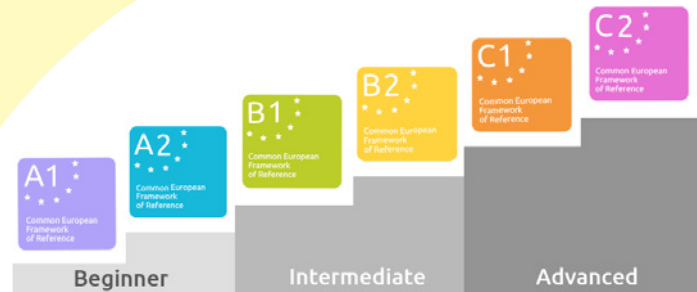 A1
Common European
Framework
of Reference
A2
Common European
Framework
of Reference
B1
Common European
Framework
of Reference
B2
Common European
Framework
of Reference
C1
Common European
Framework
of Reference
C2
Common European
Framework
of Reference
Beginner
Intermediate
Advanced